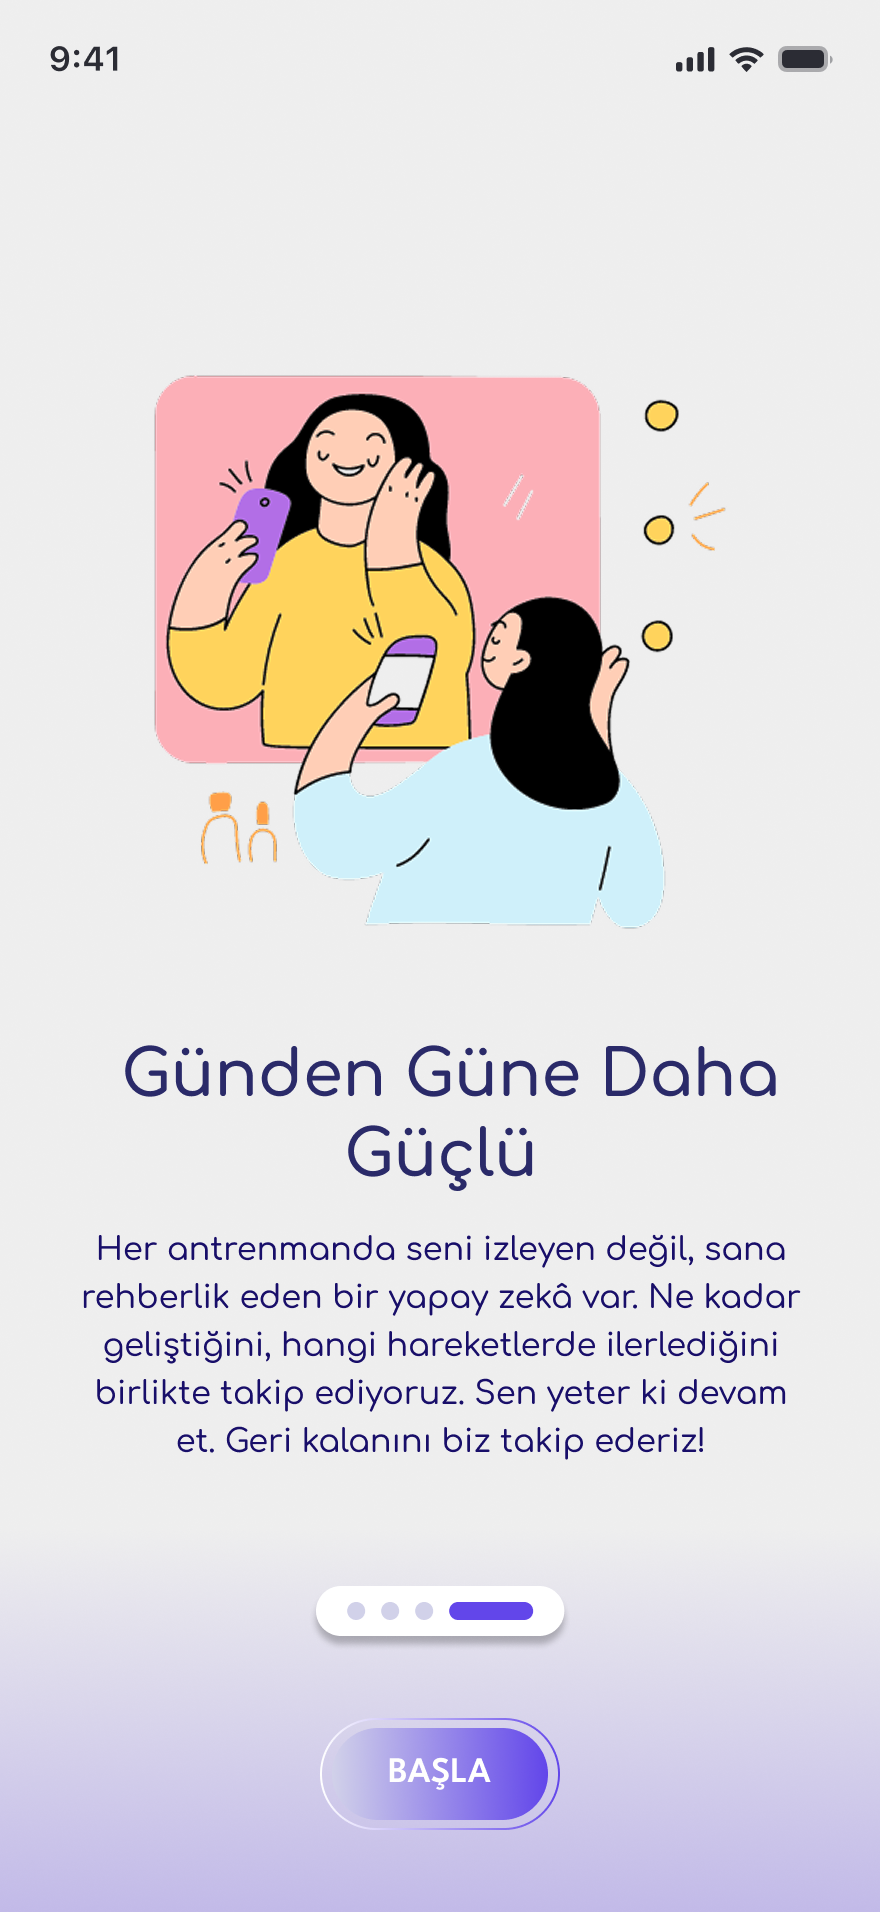 9:41
Günden Güne Daha
Güçlü
Her antrenmanda seni izleyen değil, sana
rehberlik eden bir yapay zekâ var. Ne kadar
geliştiğini, hangi hareketlerde ilerlediğini
birlikte takip ediyoruz. Sen yeter ki devam
et. Geri kalanını biz takip ederiz!
BAŞLA